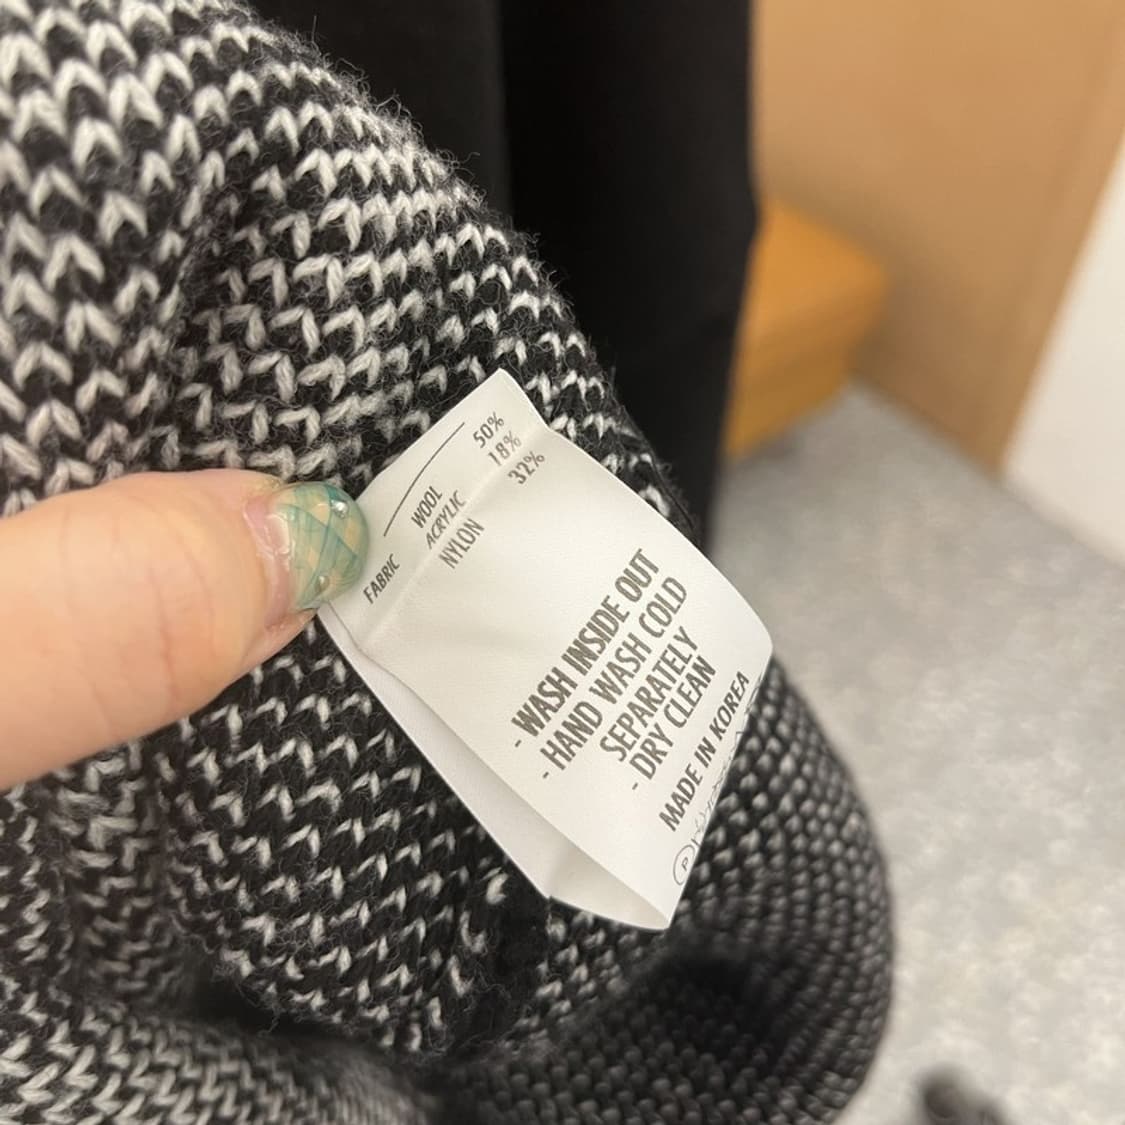 FABRIC
WOOL 50%
ACRYLIC 18%
NYLON 32%
- WASH INSIDE OUT
- HAND WASH COLD
SEPARATELY
- DRY CLEAN
MADE IN KOREA
P